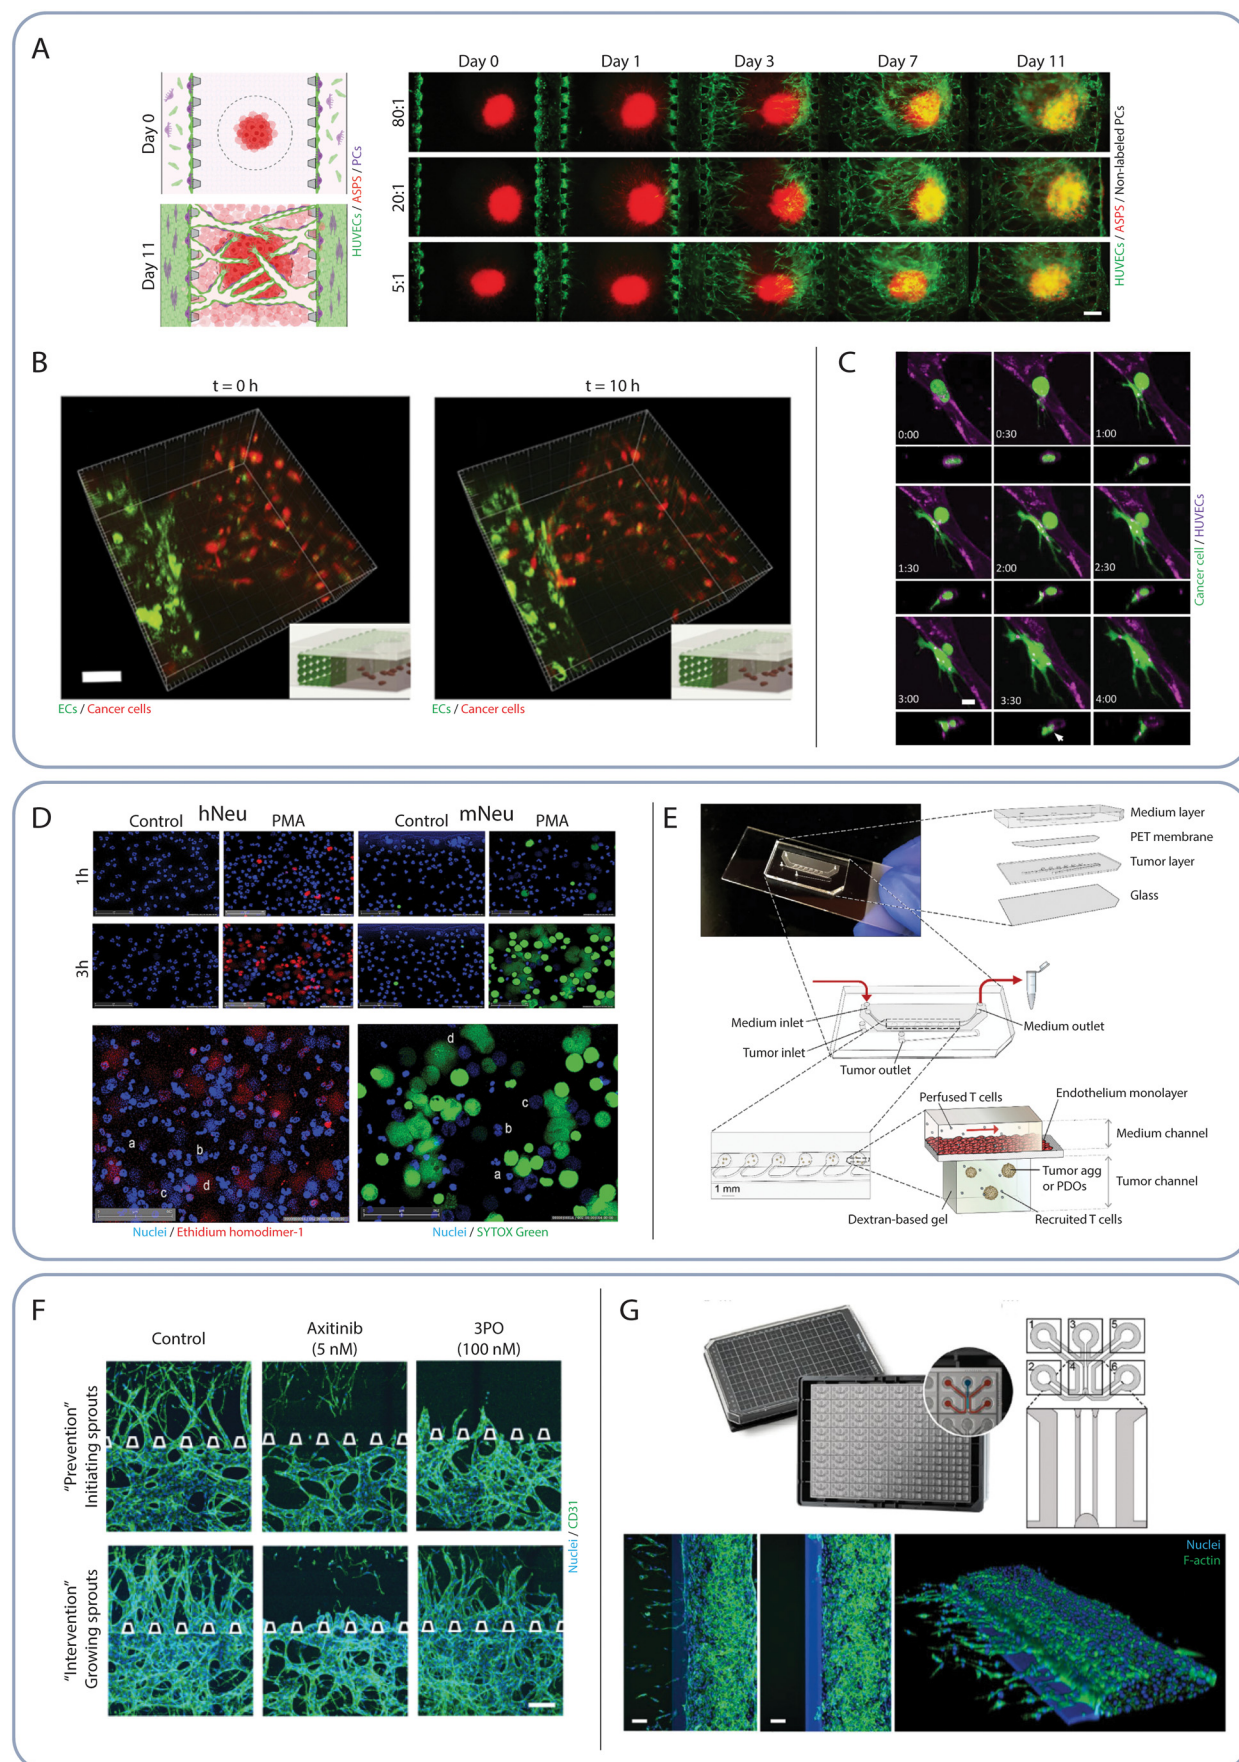 A
Day 0
Day 11
HUVECs / ASPS / PCs
Day 0
Day 1
Day 3
Day 7
Day 11
80:1
20:1
5:1
HUVECs / ASPS / Non-labeled PCs
B
t = 0 h
t = 10 h
ECs / Cancer cells
ECs / Cancer cells
C
0:00
0:30
1:00
1:30
2:00
2:30
3:00
3:30
4:00
Cancer cell / HUVECs
D
hNeu
mNeu
Control
PMA
Control
PMA
1h
3h
a
b
c
d
d
c
b
a
Nuclei / Ethidium homodimer-1
Nuclei / SYTOX Green
E
Medium layer
PET membrane
Tumor layer
Glass
Medium inlet
Medium outlet
Tumor inlet
Tumor outlet
Perfused T cells
Endothelium monolayer
Medium channel
Tumor agg
or PDOs
Tumor channel
1 mm
Dextran-based gel
Recruited T cells
F
Control
Axitinib
(5 nM)
3PO
(100 nM)
"Prevention"
Initiating sprouts
"Intervention"
Growing sprouts
Nuclei / CD31
G
1
3
5
2
4
6
Nuclei
F-actin